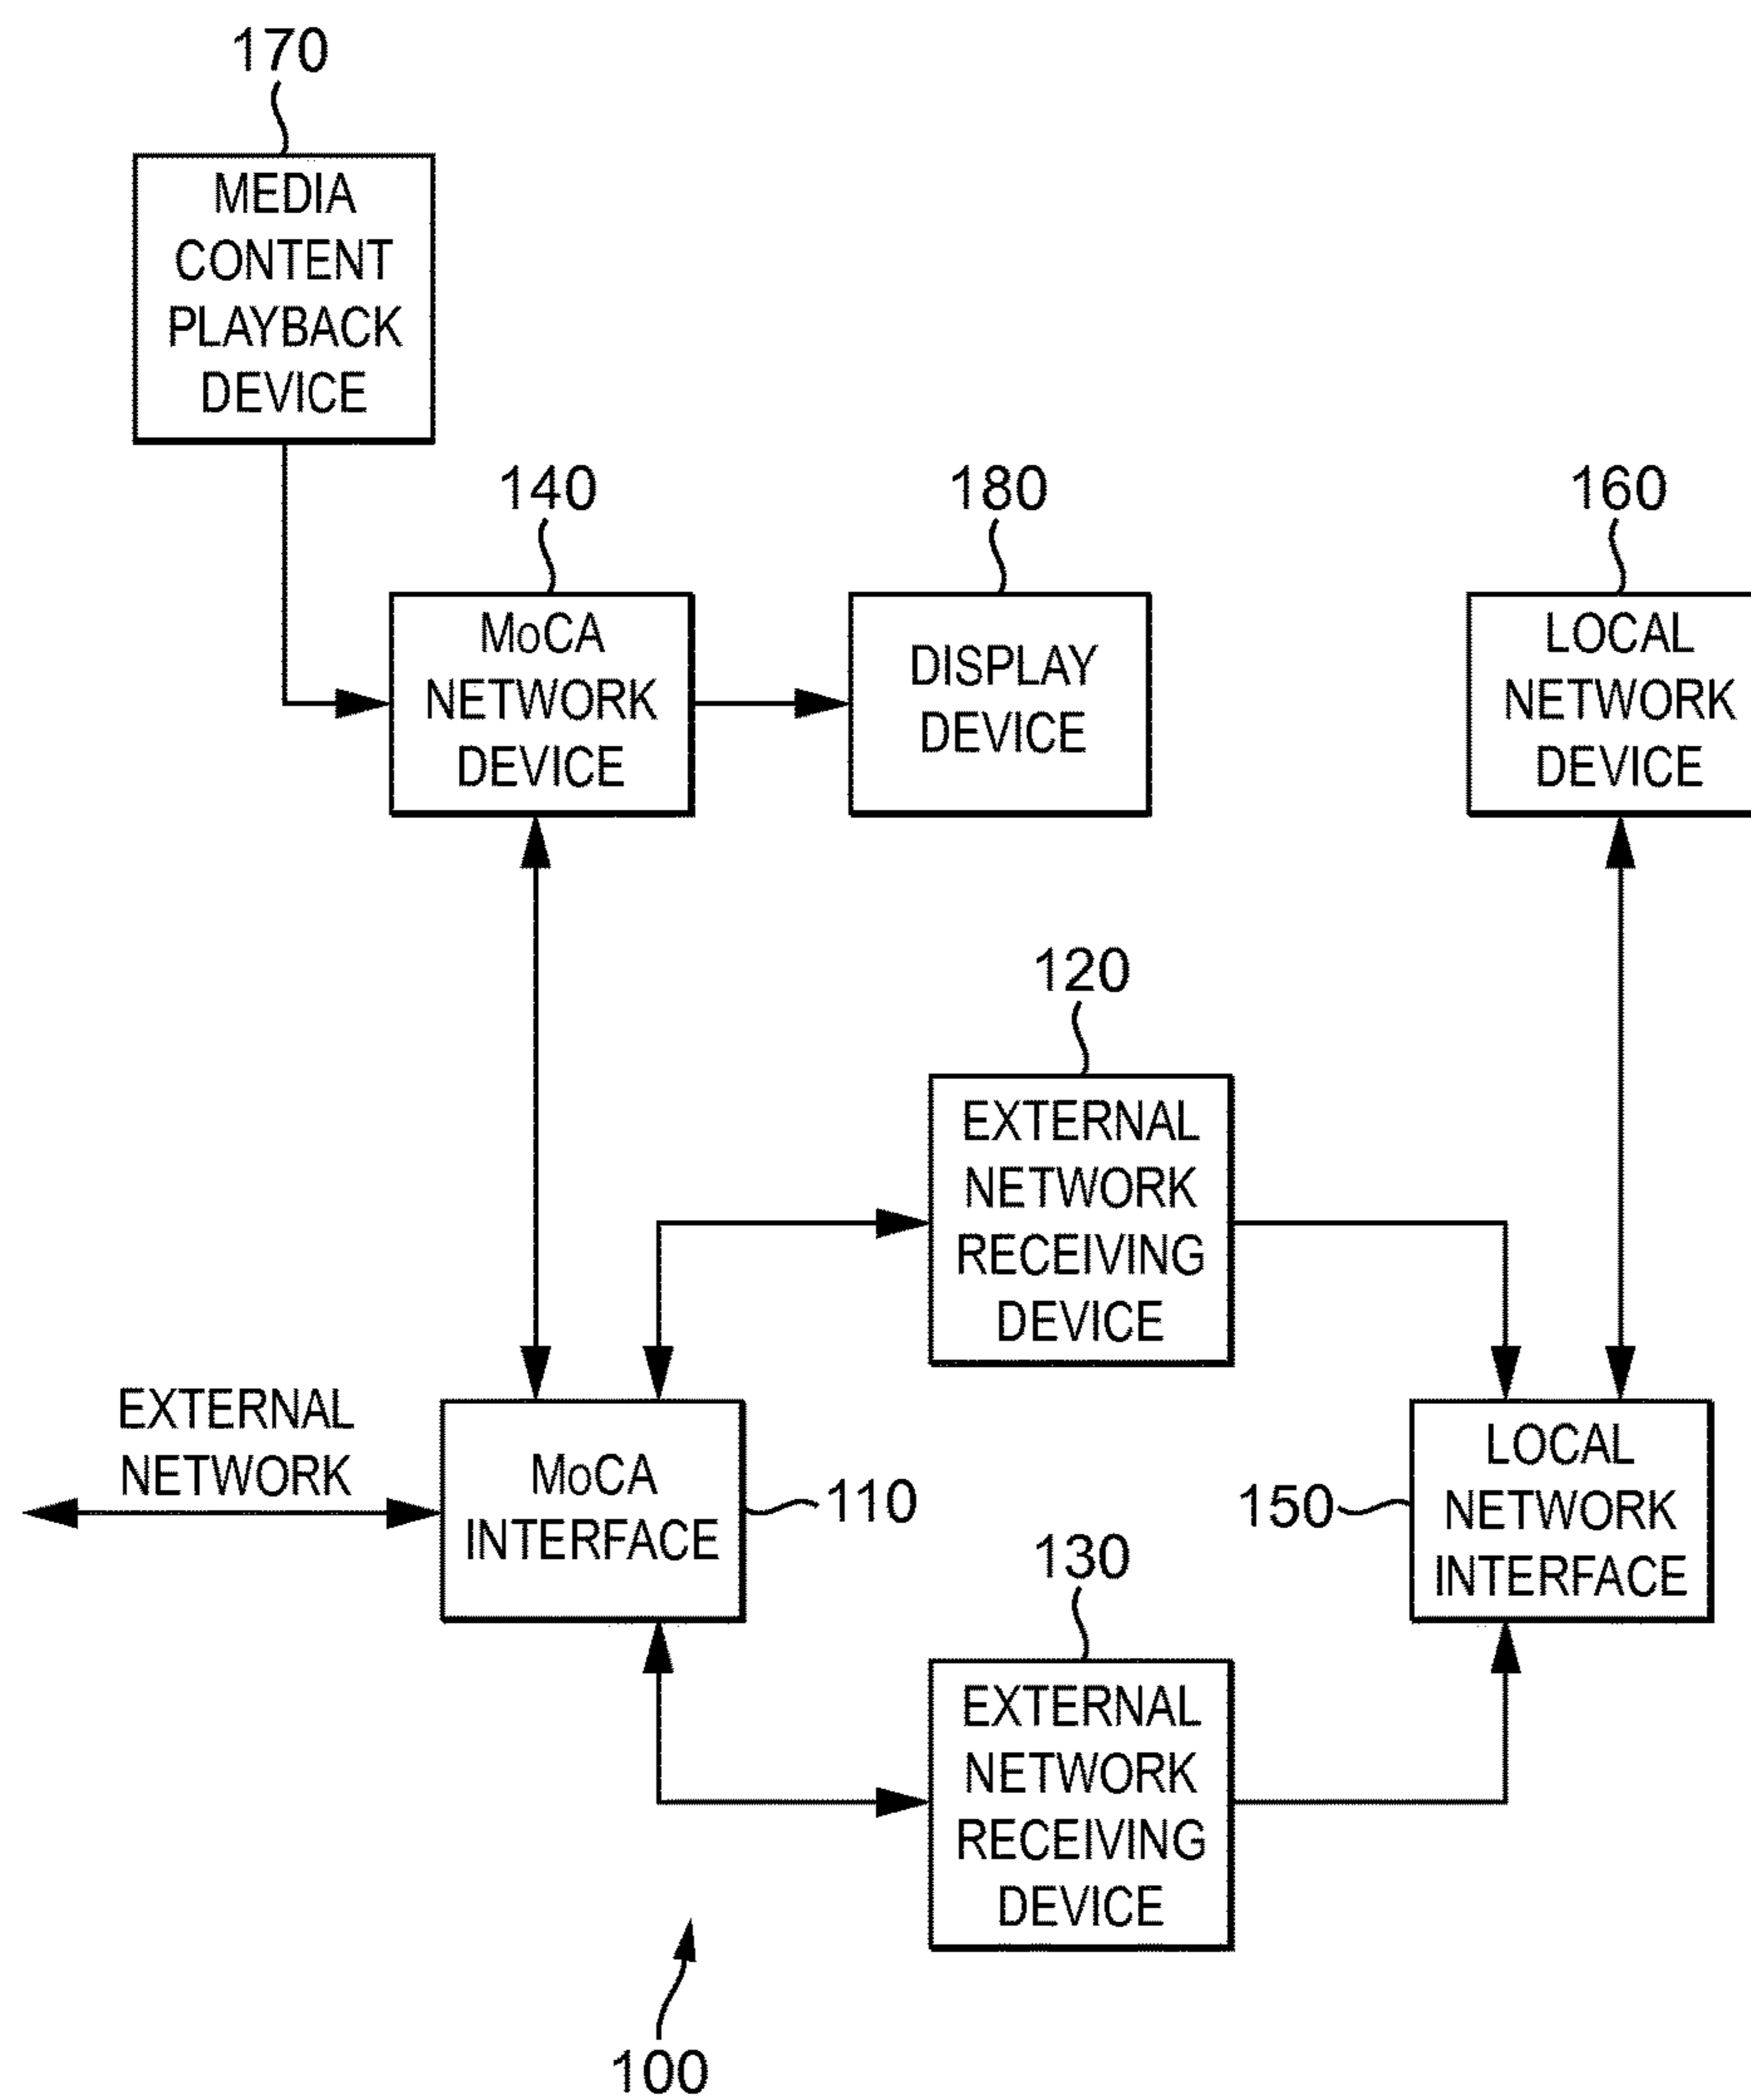 170
MEDIA
CONTENT
PLAYBACK
DEVICE
140
180
160
MoCA
NETWORK
DEVICE
DISPLAY
DEVICE
LOCAL
NETWORK
DEVICE
120
EXTERNAL
NETWORK
RECEIVING
DEVICE
EXTERNAL
NETWORK
MoCA
INTERFACE
110
150
LOCAL
NETWORK
INTERFACE
130
EXTERNAL
NETWORK
RECEIVING
DEVICE
100